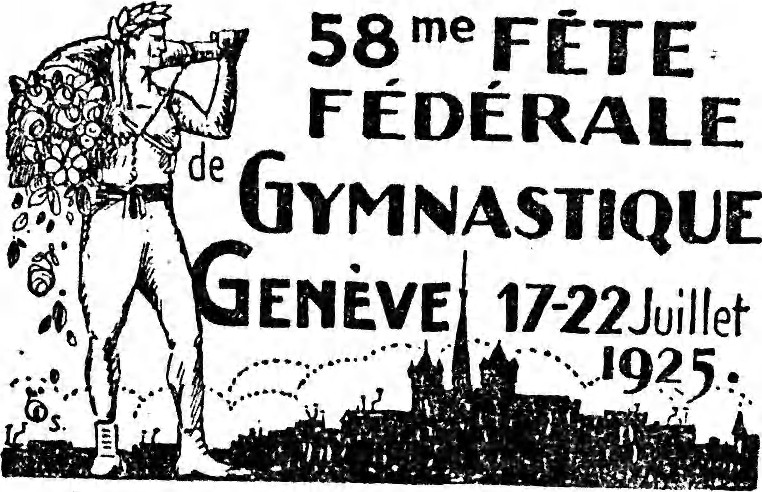 58me FÊTE
FÉDÉRALE
de GYMNASTIQUE
GENÈVE 17-22 Juillet
1925.